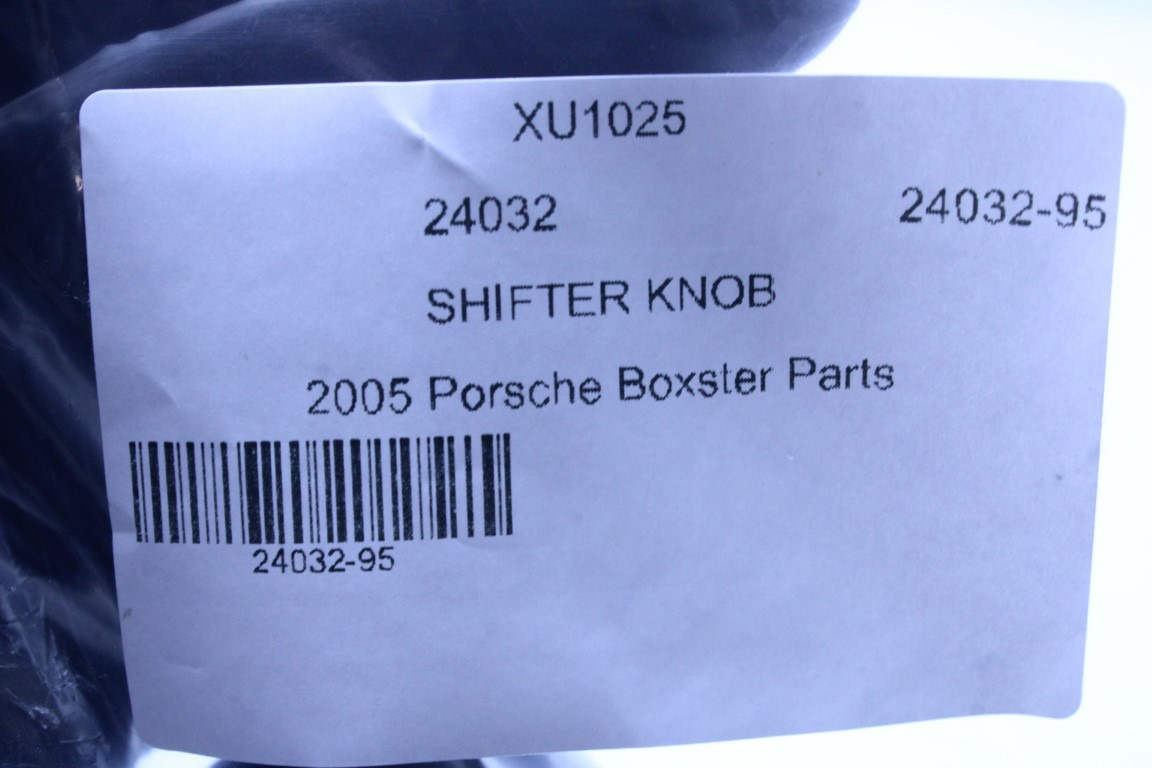 XU1025
24032 24032-95
SHIFTER KNOB
2005 Porsche Boxster Parts
24032-95